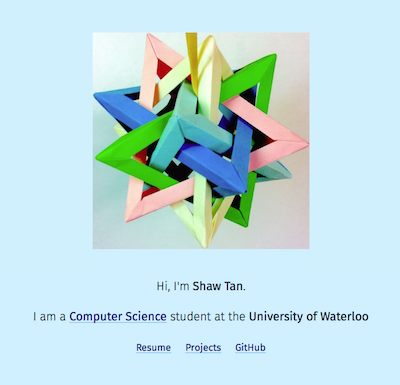 Hi, I'm Shaw Tan.
I am a Computer Science student at the University of Waterloo
Resume Projects GitHub